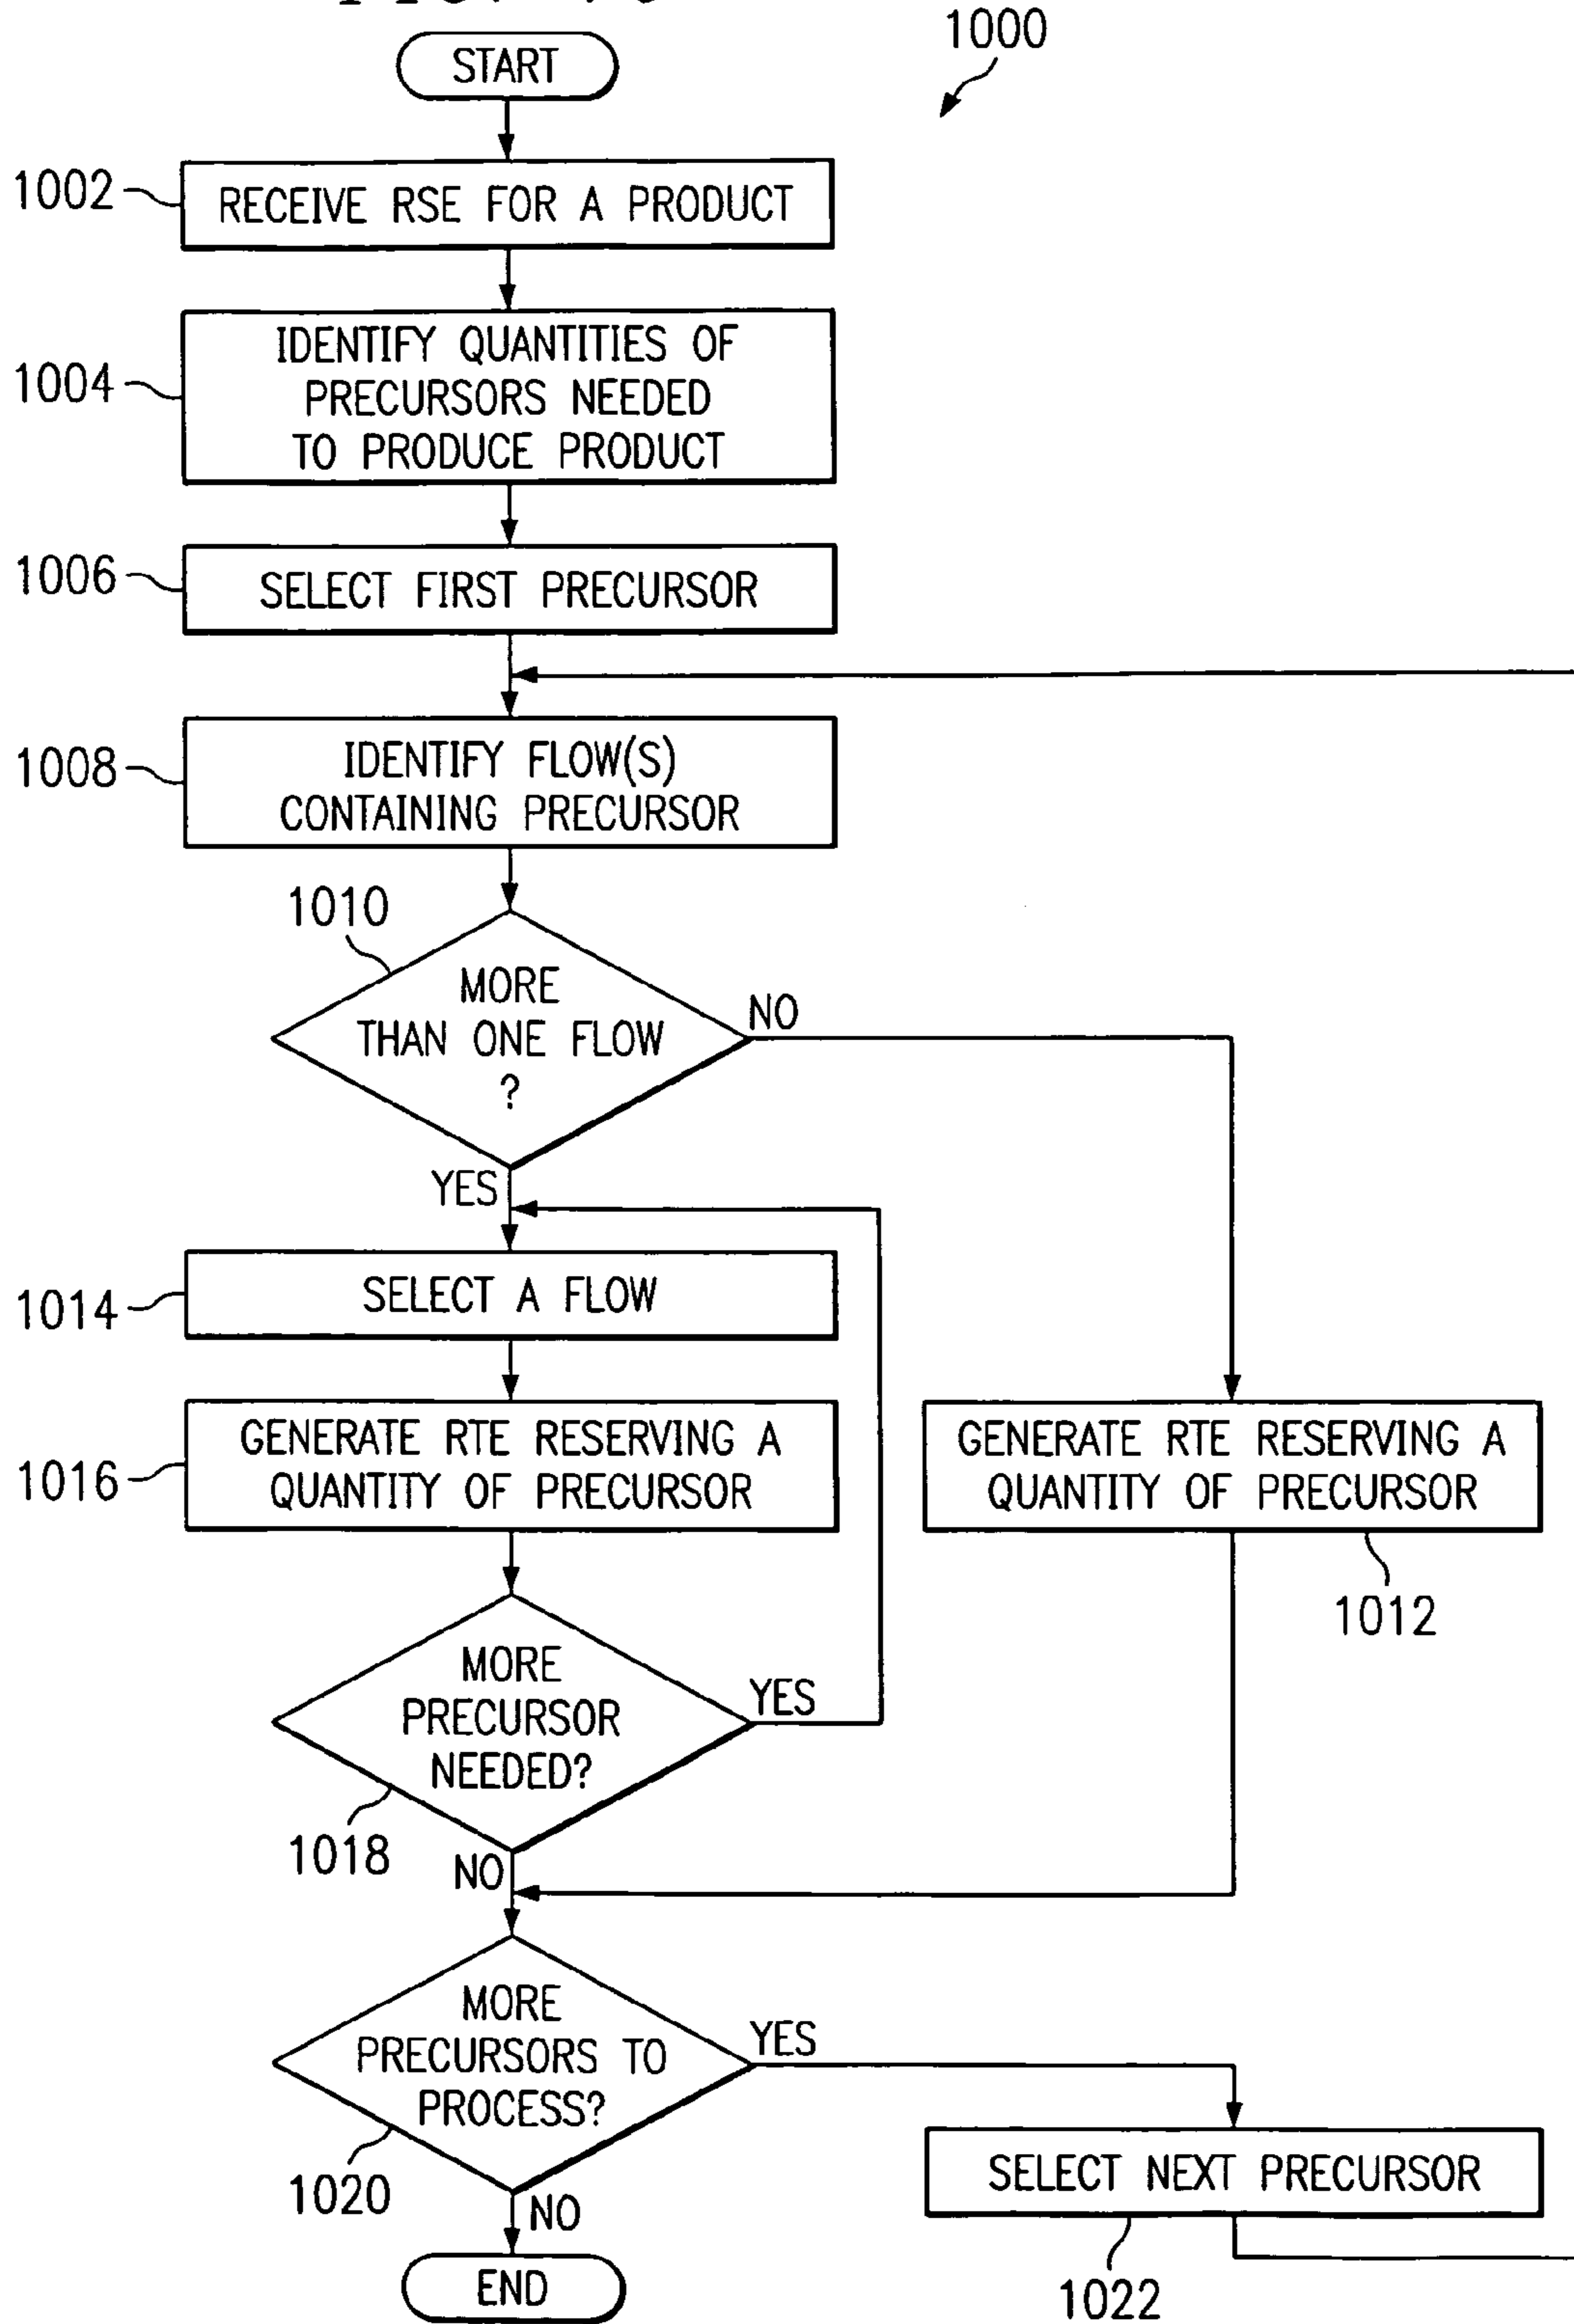 1000
START
1002
RECEIVE RSE FOR A PRODUCT
1004
IDENTIFY QUANTITIES OF
PRECURSORS NEEDED
TO PRODUCE PRODUCT
1006
SELECT FIRST PRECURSOR
1008
IDENTIFY FLOW(S)
CONTAINING PRECURSOR
1010
MORE
THAN ONE FLOW
?
NO
YES
1014
SELECT A FLOW
1016
GENERATE RTE RESERVING A
QUANTITY OF PRECURSOR
GENERATE RTE RESERVING A
QUANTITY OF PRECURSOR
1012
MORE
PRECURSOR
NEEDED?
YES
1018
NO
MORE
PRECURSORS TO
PROCESS?
YES
1020
NO
SELECT NEXT PRECURSOR
1022
END